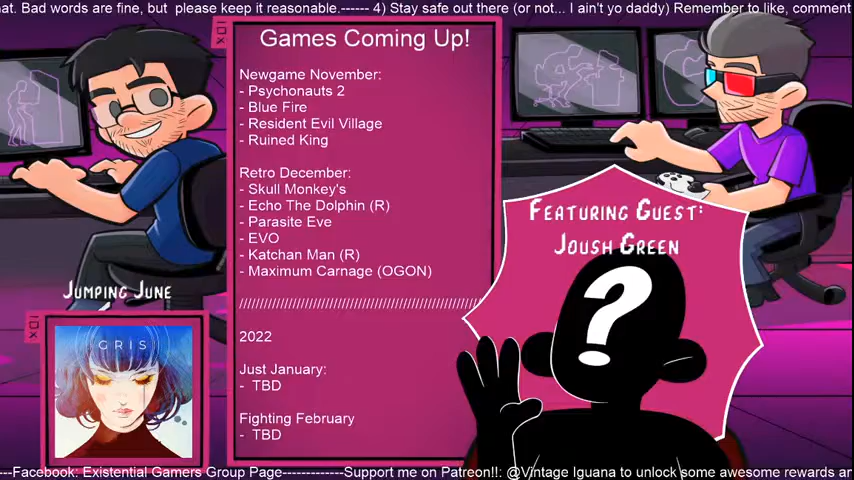 at. Bad words are fine, but please keep it reasonable.------ 4) Stay safe out there (or not... I ain't yo daddy) Remember to like, comment
IDX
Games Coming Up!
Newgame November:
- Psychonauts 2
- Blue Fire
- Resident Evil Village
- Ruined King
Retro December:
- Skull Monkey's
- Echo The Dolphin (R)
- Parasite Eve
- EVO
- Katchan Man (R)
- Maximum Carnage (OGON)
////////////////////////////////////////////////////////////
2022
Just January:
- TBD
Fighting February
- TBD
Featuring Guest:
Joush Green
?
Jumping June
IDX
GRIS
---Facebook: Existential Gamers Group Page-------------Support me on Patreon!!: @Vintage Iguana to unlock some awesome rewards ar